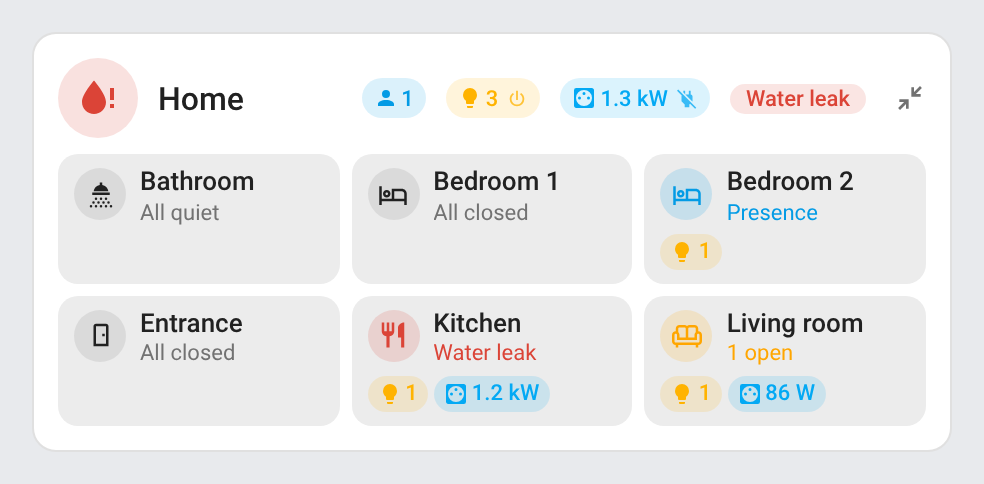 Home 1 3 1.3 kW Water leak
Bathroom
All quiet
Bedroom 1
All closed
Bedroom 2
Presence
1
Entrance
All closed
Kitchen
Water leak
1 1.2 kW
Living room
1 open
1 86 W